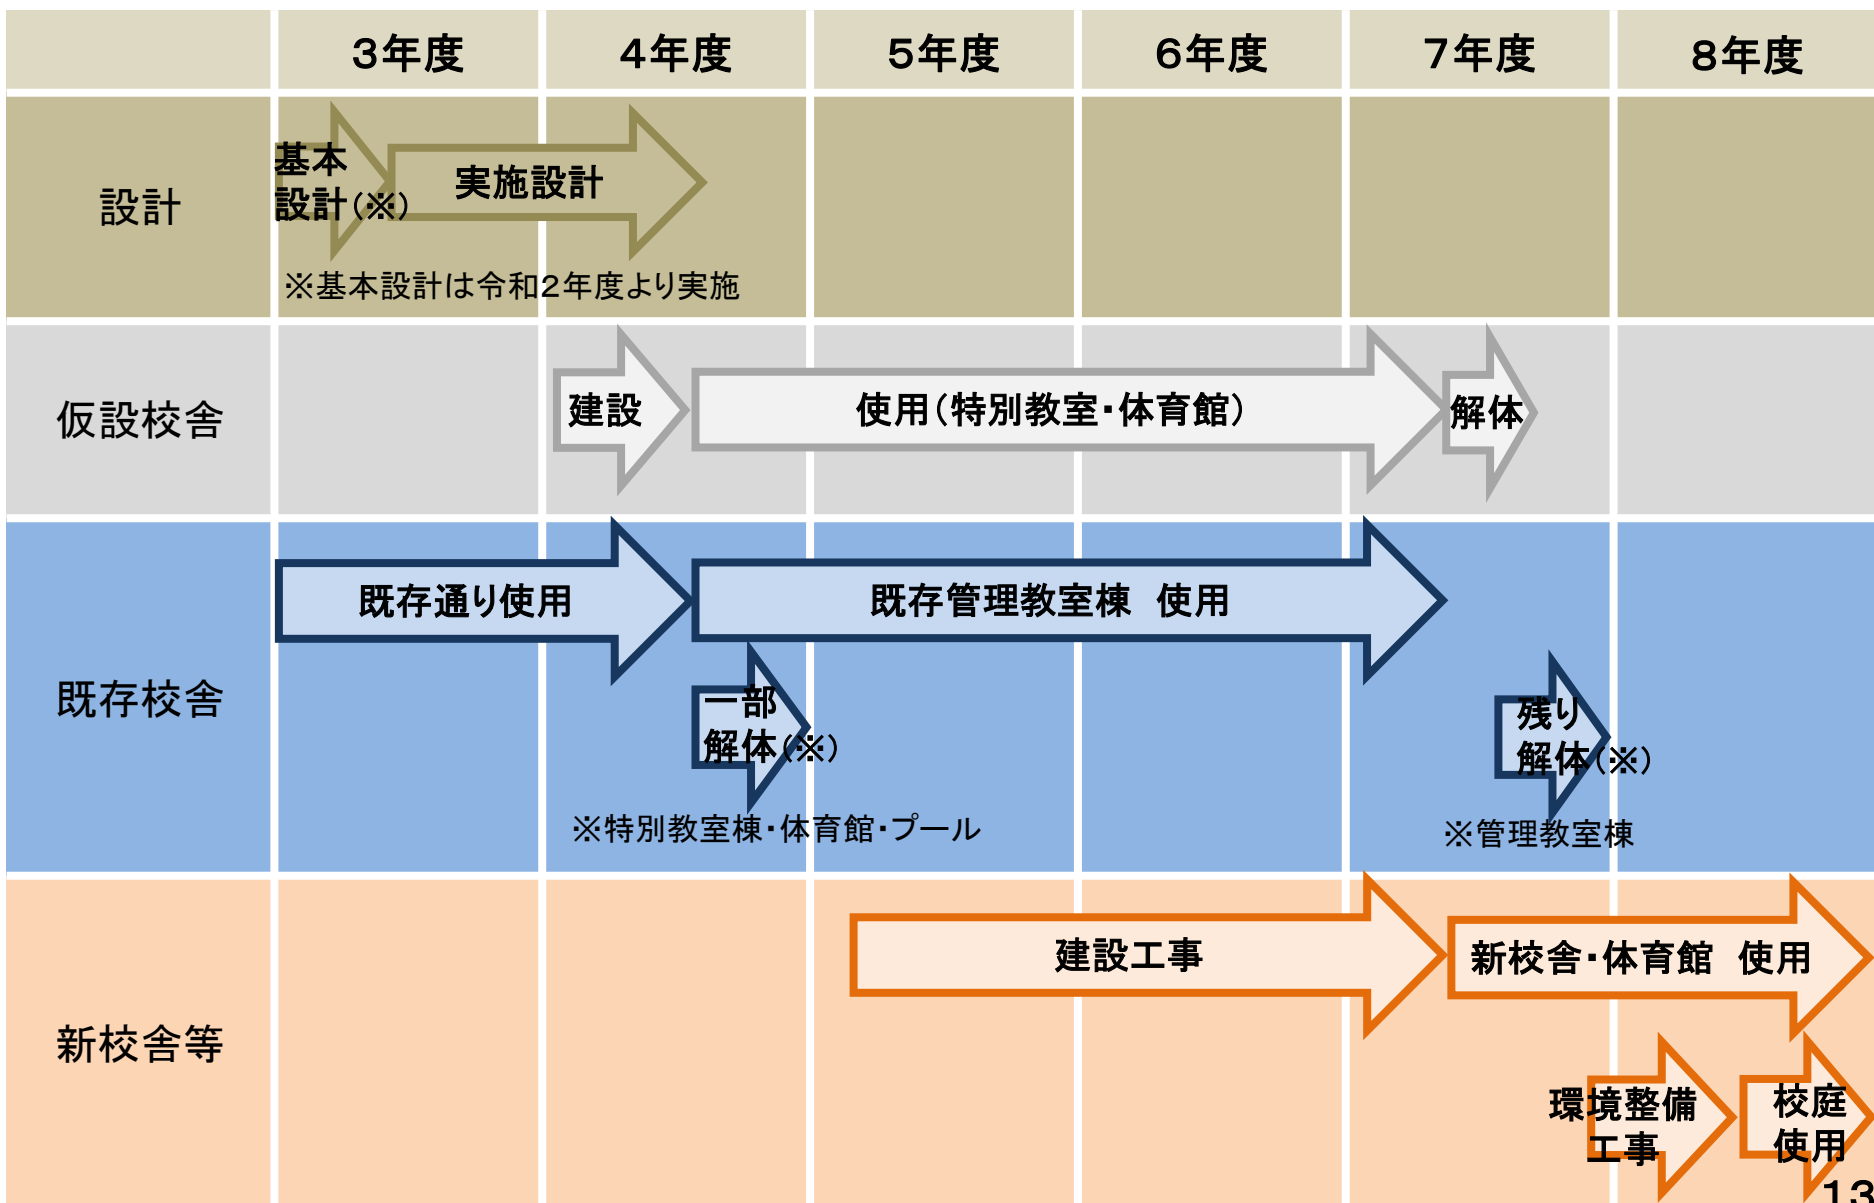 3年度
4年度
5年度
6年度
7年度
8年度
設計
基本
設計(※)
実施設計
※基本設計は令和2年度より実施
仮設校舎
建設
使用(特別教室・体育館)
解体
既存校舎
既存通り使用
既存管理教室棟　使用
一部
解体(※)
※特別教室棟・体育館・プール
残り
解体(※)
※管理教室棟
新校舎等
建設工事
新校舎・体育館　使用
環境整備
工事
校庭
使用
13